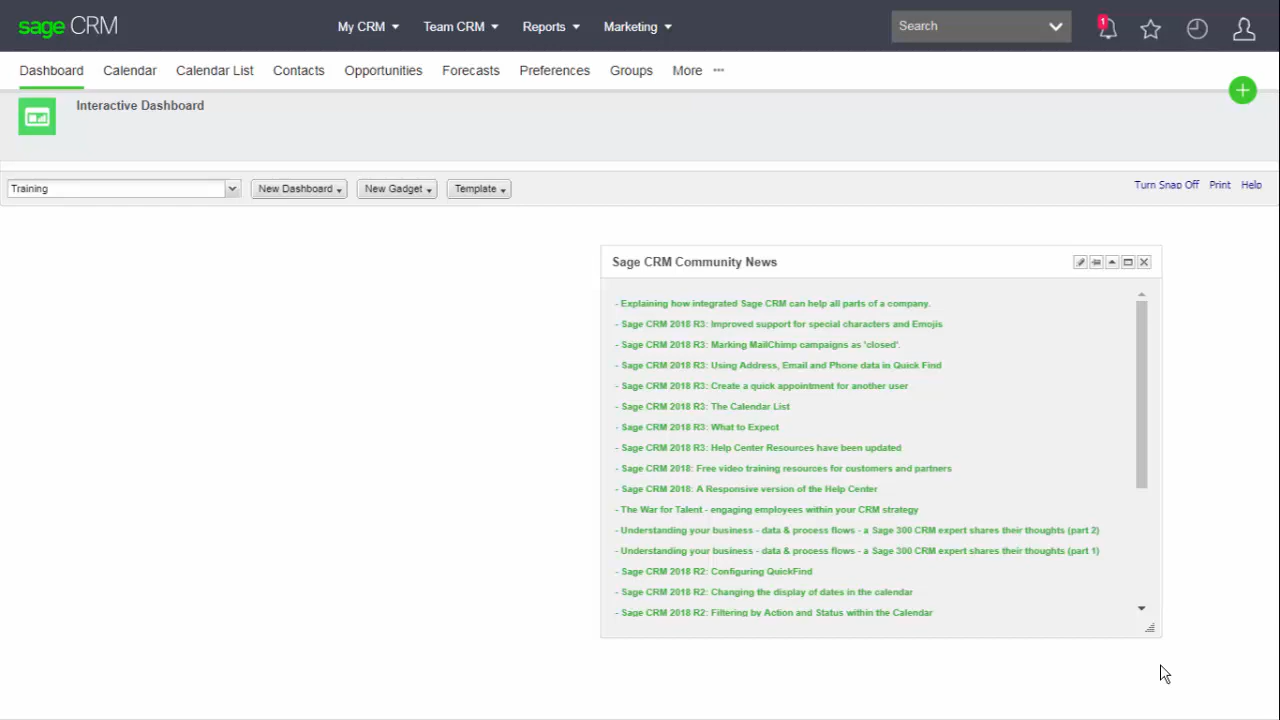 sage CRM
My CRM
Team CRM
Reports
Marketing
Search
1
Dashboard
Calendar
Calendar List
Contacts
Opportunities
Forecasts
Preferences
Groups
More
Interactive Dashboard
Training
New Dashboard
New Gadget
Template
Turn Snap Off
Print
Help
Sage CRM Community News
- Explaining how integrated Sage CRM can help all parts of a company.
- Sage CRM 2018 R3: Improved support for special characters and Emojis
- Sage CRM 2018 R3: Marking MailChimp campaigns as 'closed'.
- Sage CRM 2018 R3: Using Address, Email and Phone data in Quick Find
- Sage CRM 2018 R3: Create a quick appointment for another user
- Sage CRM 2018 R3: The Calendar List
- Sage CRM 2018 R3: What to Expect
- Sage CRM 2018 R3: Help Center Resources have been updated
- Sage CRM 2018: Free video training resources for customers and partners
- Sage CRM 2018: A Responsive version of the Help Center
- The War for Talent - engaging employees within your CRM strategy
- Understanding your business - data & process flows - a Sage 300 CRM expert shares their thoughts (part 2)
- Understanding your business - data & process flows - a Sage 300 CRM expert shares their thoughts (part 1)
- Sage CRM 2018 R2: Configuring QuickFind
- Sage CRM 2018 R2: Changing the display of dates in the calendar
- Sage CRM 2018 R2: Filtering by Action and Status within the Calendar